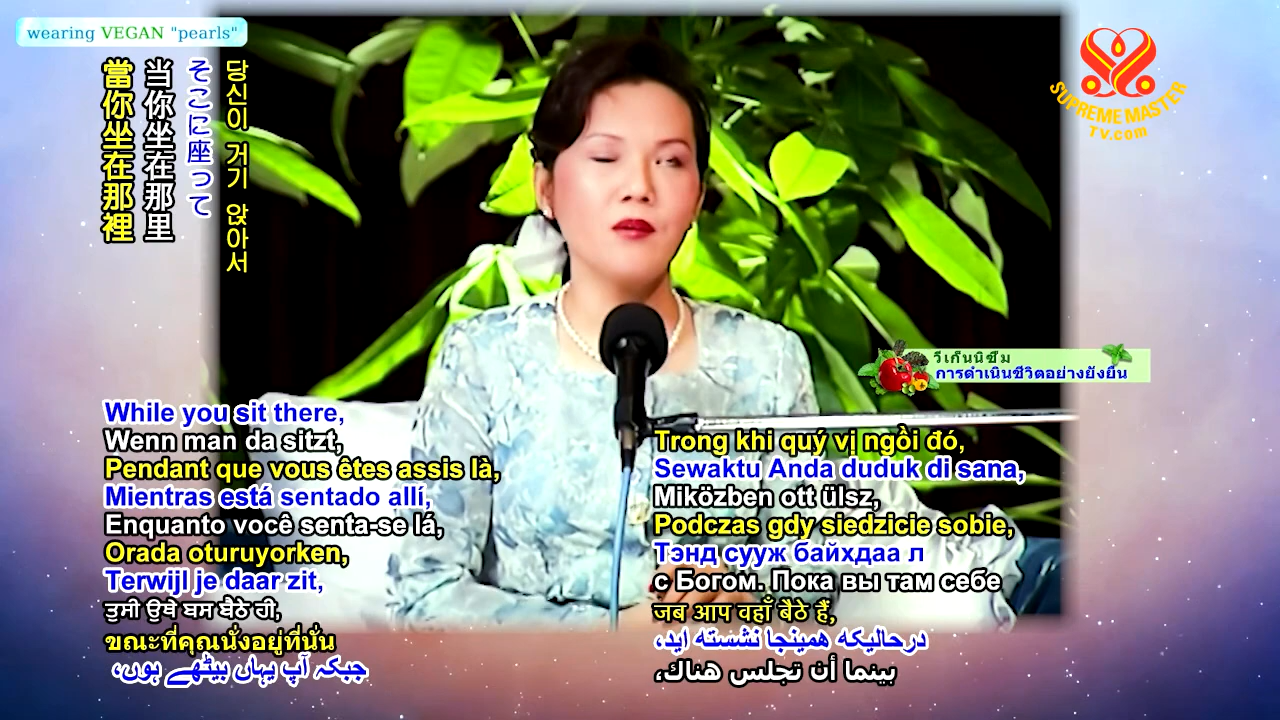 wearing VEGAN "pearls"
當你坐在那裡
当你坐在那里
そこに座って
당신이 거기 앉아서
SUPREME MASTER
TV.com
วีแก็นนิซึม
การดำเนินชีวิตอย่างยั่งยืน
While you sit there,
Wenn man da sitzt,
Pendant que vous êtes assis là,
Mientras está sentado allí,
Enquanto você senta-se lá,
Orada oturuyorken,
Terwijl je daar zit,
ਤੁਸੀ ਉਥੇ ਬਸ ਬੈਠੇ ਹੀ,
ขณะที่คุณนั่งอยู่ที่นั่น
جبکہ آپ یہاں بیٹھے ہوں،
Trong khi quý vị ngồi đó,
Sewaktu Anda duduk di sana,
Miközben ott ülsz,
Podczas gdy siedzicie sobie,
Тэнд сууж байхдаа л
с Богом. Пока вы там себе
जब आप वहाँ बैठे हैं,
درحالیکه همینجا نشسته اید،
بينما أن تجلس هناك،